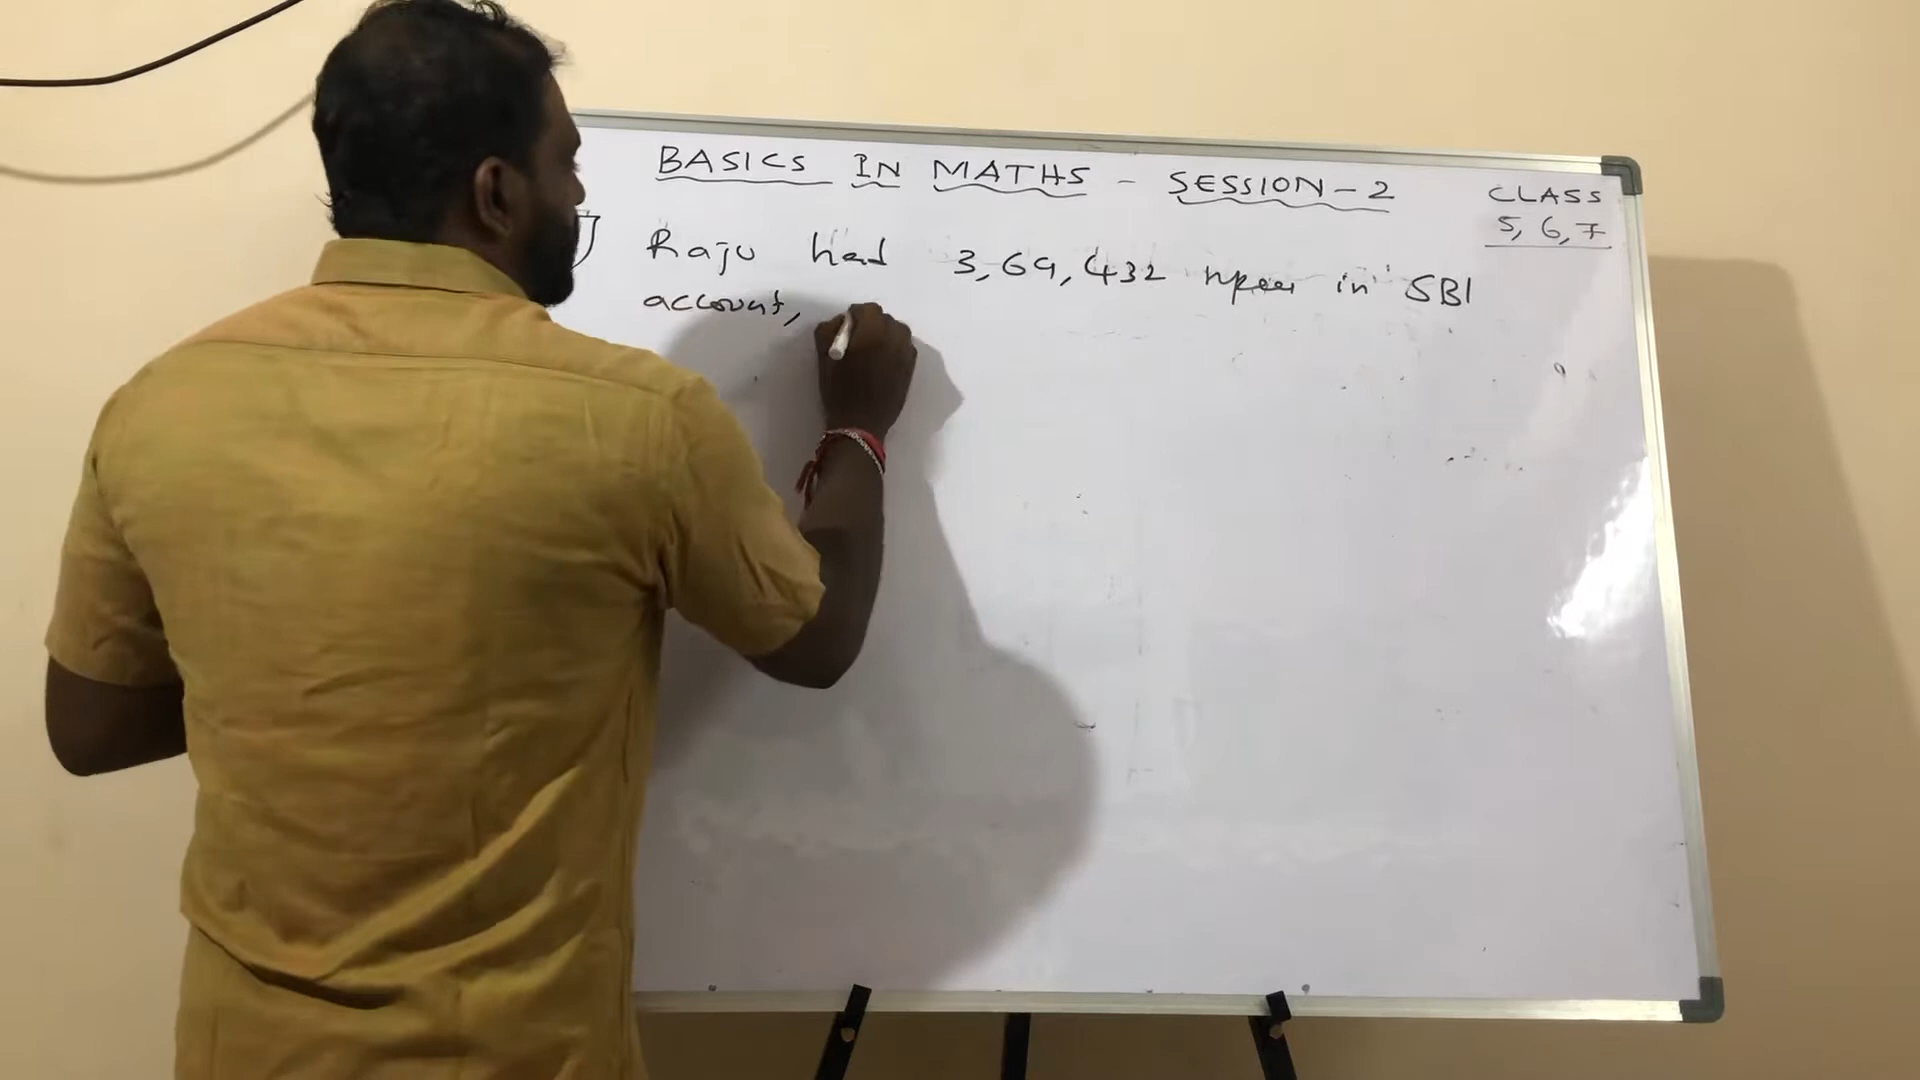 BASICS IN MATHS - SESSION-2
CLASS
5, 6, 7
Raju had 3,69,432 rupees in SBI
account,